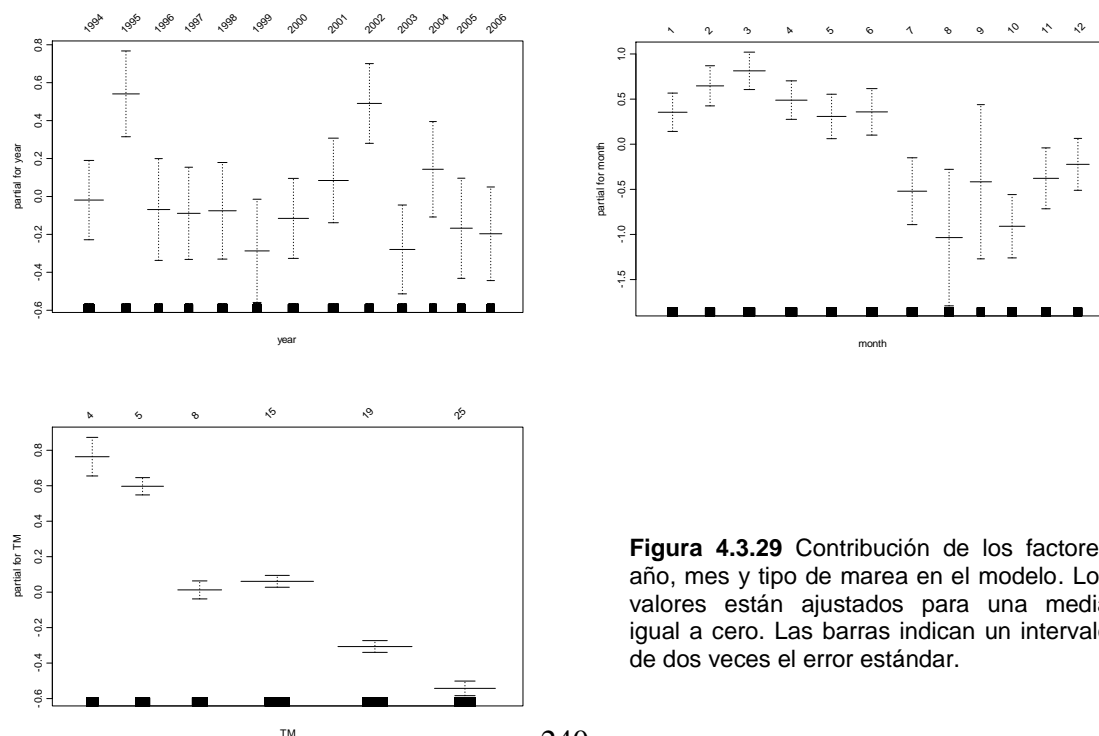 1994 1995 1996 1997 1998 1999 2000 2001 2002 2003 2004 2005 2006
0.8
0.6
0.4
0.2
0.0
-0.2
-0.4
-0.6
partial for year
year
1 2 3 4 5 6 7 8 9 10 11 12
1.0
0.5
0.0
-0.5
-1.0
-1.5
partial for month
month
4 5 8 15 19 25
0.8
0.6
0.4
0.2
0.0
-0.2
-0.4
-0.6
partial for TM
TM
Figura 4.3.29 Contribución de los factore
año, mes y tipo de marea en el modelo. Lo
valores están ajustados para una media
igual a cero. Las barras indican un interval
de dos veces el error estándar.